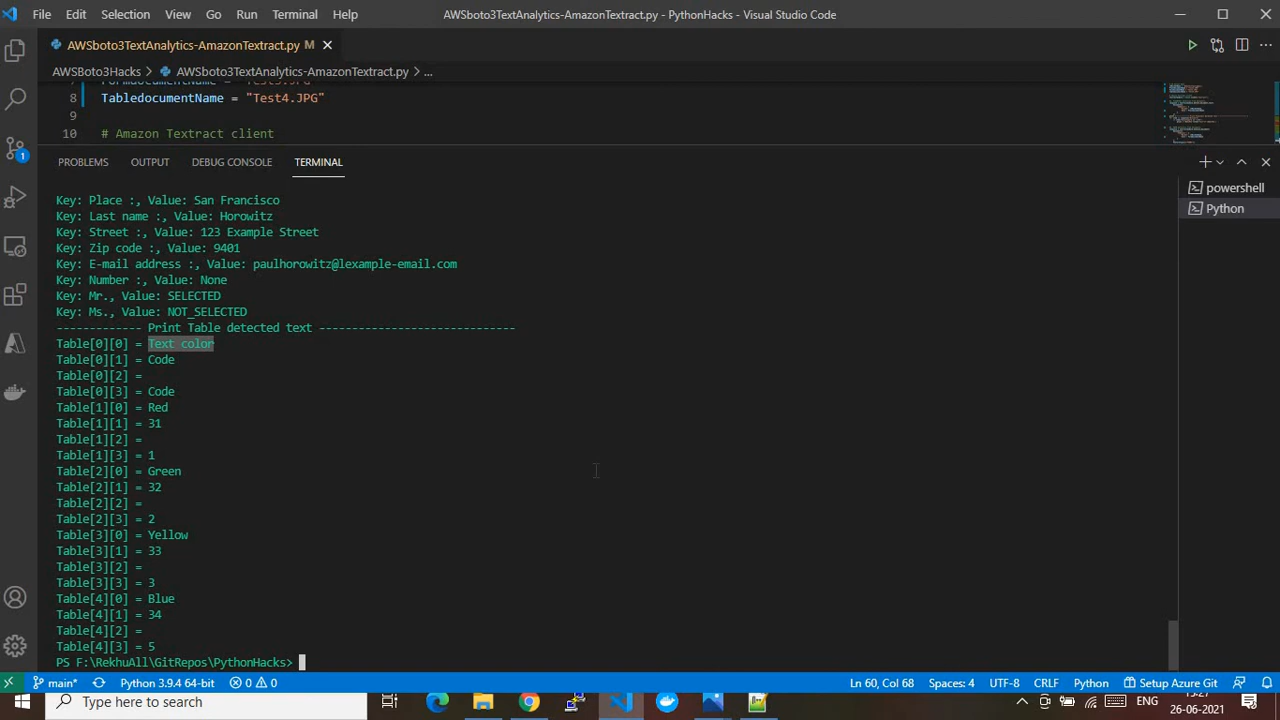 File Edit Selection View Go Run Terminal Help AWSboto3TextAnalytics-AmazonTextract.py - PythonHacks - Visual Studio Code
AWSboto3TextAnalytics-AmazonTextract.py M
AWSBoto3Hacks > AWSboto3TextAnalytics-AmazonTextract.py > ...
8 TabledocumentName = "Test4.JPG"
9
10 # Amazon Textract client
PROBLEMS OUTPUT DEBUG CONSOLE TERMINAL
Key: Place :, Value: San Francisco
Key: Last name :, Value: Horowitz
Key: Street :, Value: 123 Example Street
Key: Zip code :, Value: 9401
Key: E-mail address :, Value: paulhorowitz@lexample-email.com
Key: Number :, Value: None
Key: Mr., Value: SELECTED
Key: Ms., Value: NOT_SELECTED
------------- Print Table detected text ------------------------------
Table[0][0] = Text color
Table[0][1] = Code
Table[0][2] =
Table[0][3] = Code
Table[1][0] = Red
Table[1][1] = 31
Table[1][2] =
Table[1][3] = 1
Table[2][0] = Green
Table[2][1] = 32
Table[2][2] =
Table[2][3] = 2
Table[3][0] = Yellow
Table[3][1] = 33
Table[3][2] =
Table[3][3] = 3
Table[4][0] = Blue
Table[4][1] = 34
Table[4][2] =
Table[4][3] = 5
PS F:\RekhuAll\GitRepos\PythonHacks>
powershell
Python
1
main* Python 3.9.4 64-bit 0 0 Ln 60, Col 68 Spaces: 4 UTF-8 CRLF Python Setup Azure Git
Type here to search
ENG
26-06-2021